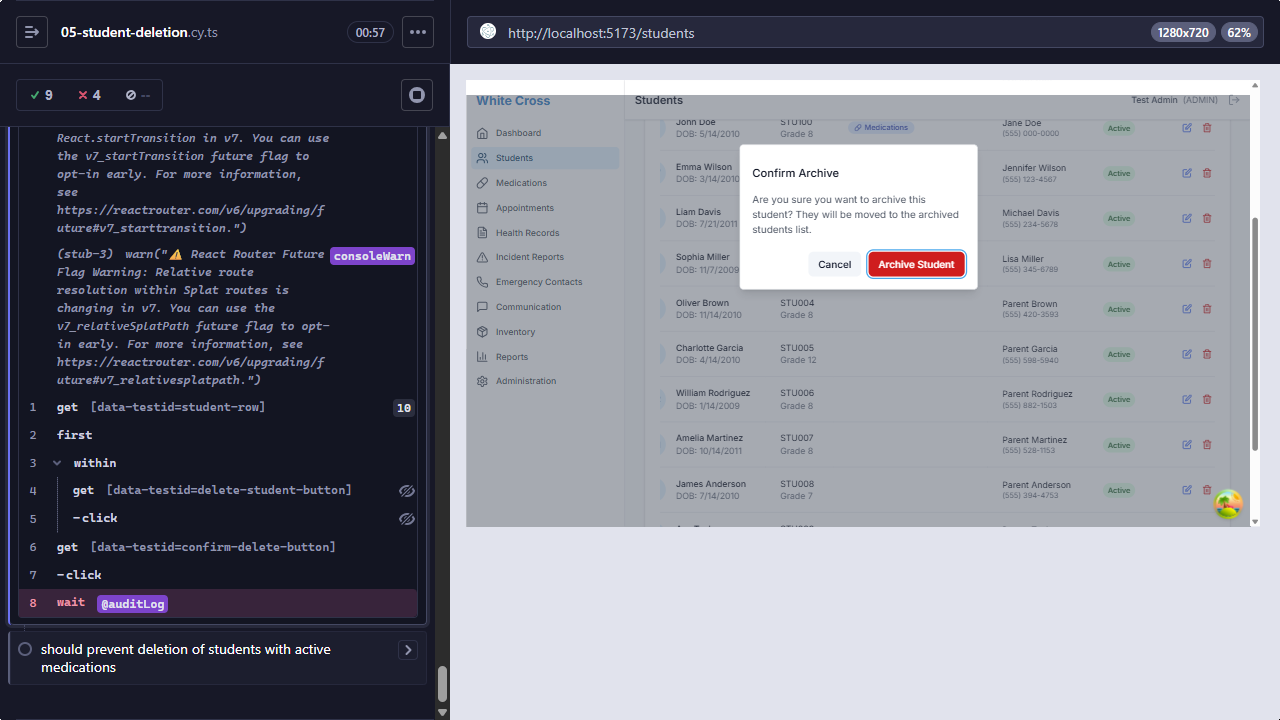 05-student-deletion.cy.ts
00:57
9
4
--
React.startTransition in v7. You can use
the v7_startTransition future flag to
opt-in early. For more information,
see
https://reactrouter.com/v6/upgrading/f
uture#v7_starttransition.")
(stub-3) warn("⚠️ React Router Future
consoleWarn
Flag Warning: Relative route
resolution within Splat routes is
changing in v7. You can use the
v7_relativeSplatPath future flag to opt-
in early. For more information, see
https://reactrouter.com/v6/upgrading/f
uture#v7_relativesplatpath.")
1 get [data-testid=student-row] 10
2 first
3 within
4 get [data-testid=delete-student-button]
5 -click
6 get [data-testid=confirm-delete-button]
7 -click
8 wait @auditLog
should prevent deletion of students with active
medications
http://localhost:5173/students
1280x720
62%
White Cross
Dashboard
Students
Medications
Appointments
Health Records
Incident Reports
Emergency Contacts
Communication
Inventory
Reports
Administration
Students
Test Admin (ADMIN)
John Doe STU100 Medications Jane Doe Active
DOB: 5/14/2010 Grade 8 (555) 000-0000
Emma Wilson Jennifer Wilson Active
DOB: 3/14/2010 (555) 123-4567
Liam Davis Michael Davis Active
DOB: 7/21/2011 (555) 234-5678
Sophia Miller Lisa Miller Active
DOB: 11/7/2009 (555) 345-6789
Oliver Brown STU004 Parent Brown Active
DOB: 11/14/2010 Grade 8 (555) 420-3593
Charlotte Garcia STU005 Parent Garcia Active
DOB: 4/14/2010 Grade 12 (555) 598-5940
William Rodriguez STU006 Parent Rodriguez Active
DOB: 1/14/2009 Grade 8 (555) 882-1503
Amelia Martinez STU007 Parent Martinez Active
DOB: 10/14/2011 Grade 8 (555) 528-1153
James Anderson STU008 Parent Anderson Active
DOB: 7/14/2010 Grade 7 (555) 394-4753
Confirm Archive
Are you sure you want to archive this
student? They will be moved to the archived
students list.
Cancel
Archive Student